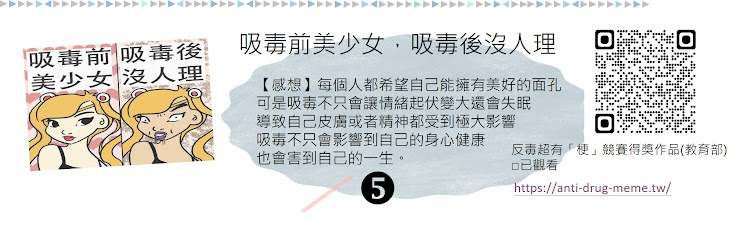 吸毒前
美少女
吸毒後
沒人理
吸毒前美少女，吸毒後沒人理
【感想】每個人都希望自己能擁有美好的面孔
可是吸毒不只會讓情緒起伏變大還會失眠
導致自己皮膚或者精神都受到極大影響
吸毒不只會影響到自己的身心健康
也會害到自己的一生。
5
反毒超有「梗」競賽得獎作品(教育部)
□已觀看
https://anti-drug-meme.tw/